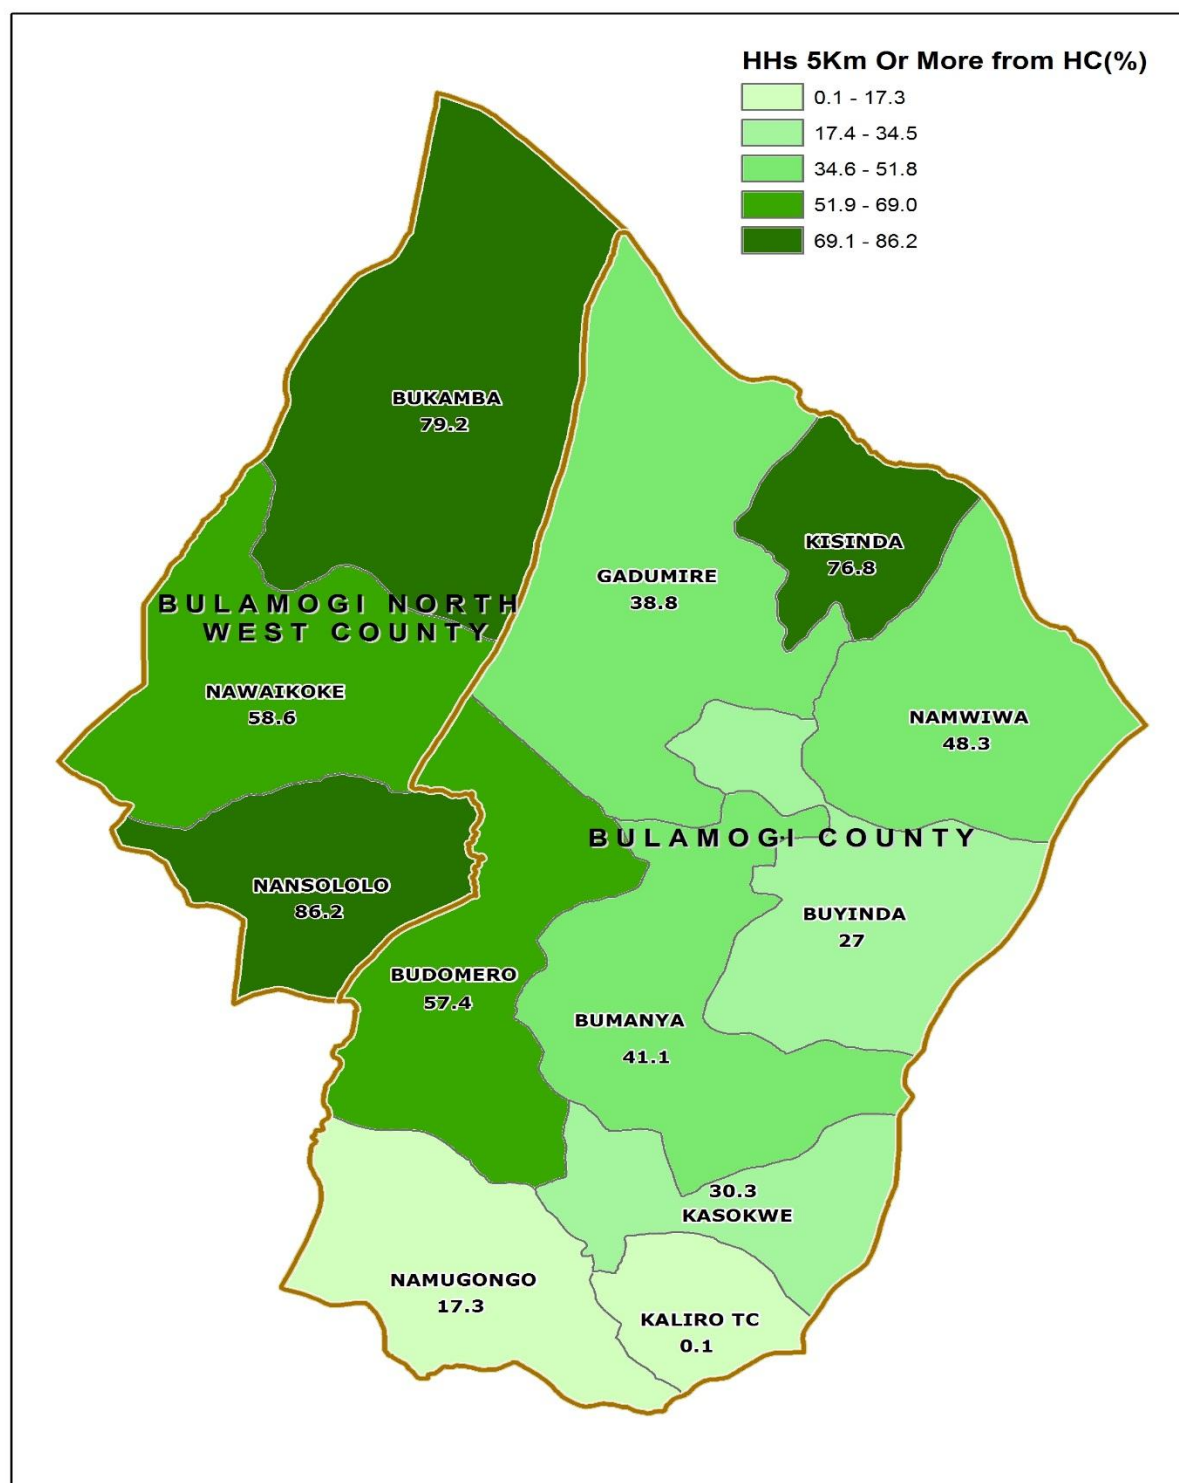 HHs 5Km Or More from HC(%)
0.1 - 17.3
17.4 - 34.5
34.6 - 51.8
51.9 - 69.0
69.1 - 86.2
BUKAMBA
79.2
KISINDA
76.8
GADUMIRE
38.8
BULAMOGI NORTH
WEST COUNTY
NAWAIKOKE
58.6
NAMWIWA
48.3
BULAMOGI COUNTY
NANSOLOLO
86.2
BUYINDA
27
BUDOMERO
57.4
BUMANYA
41.1
30.3
KASOKWE
NAMUGONGO
17.3
KALIRO TC
0.1